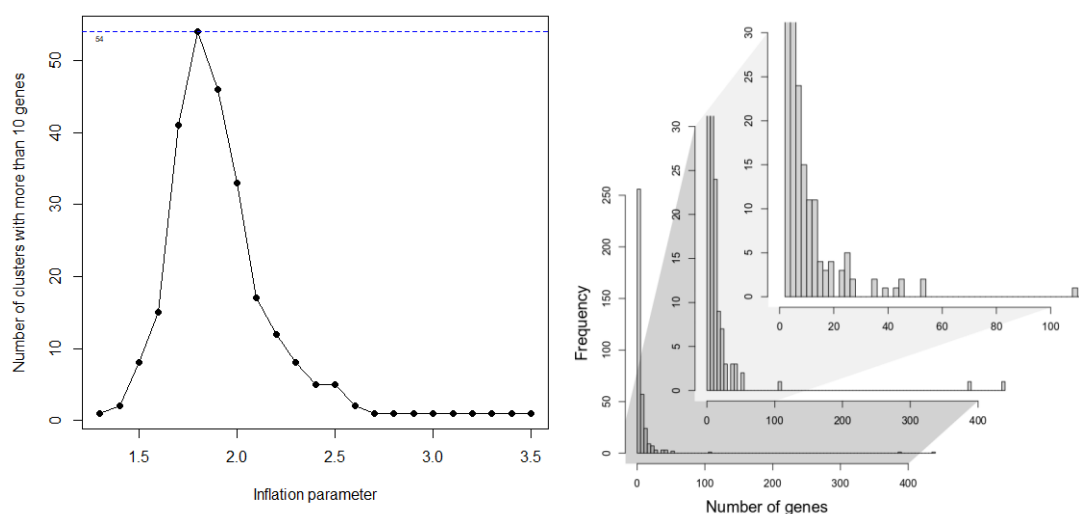 Number of clusters with more than 10 genes
0
10
20
30
40
50
54
1.5 2.0 2.5 3.0 3.5
Inflation parameter
Frequency
0 50 100 150 200 250
0 100 200 300 400
Number of genes
0 5 10 15 20 25 30
0 100 200 300 400
0 5 10 15 20 25 30
0 20 40 60 80 100